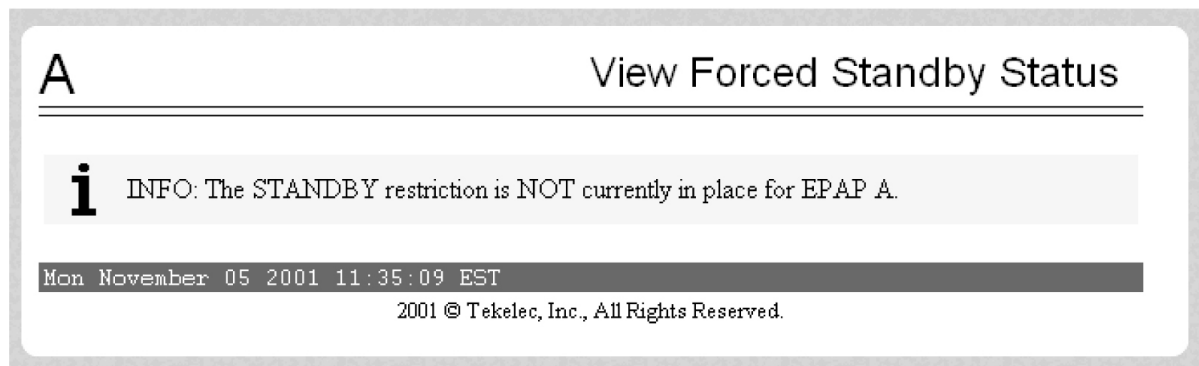 A
View Forced Standby Status
i
INFO: The STANDBY restriction is NOT currently in place for EPAP A.
Mon November 05 2001 11:35:09 EST
2001 © Tekelec, Inc., All Rights Reserved.